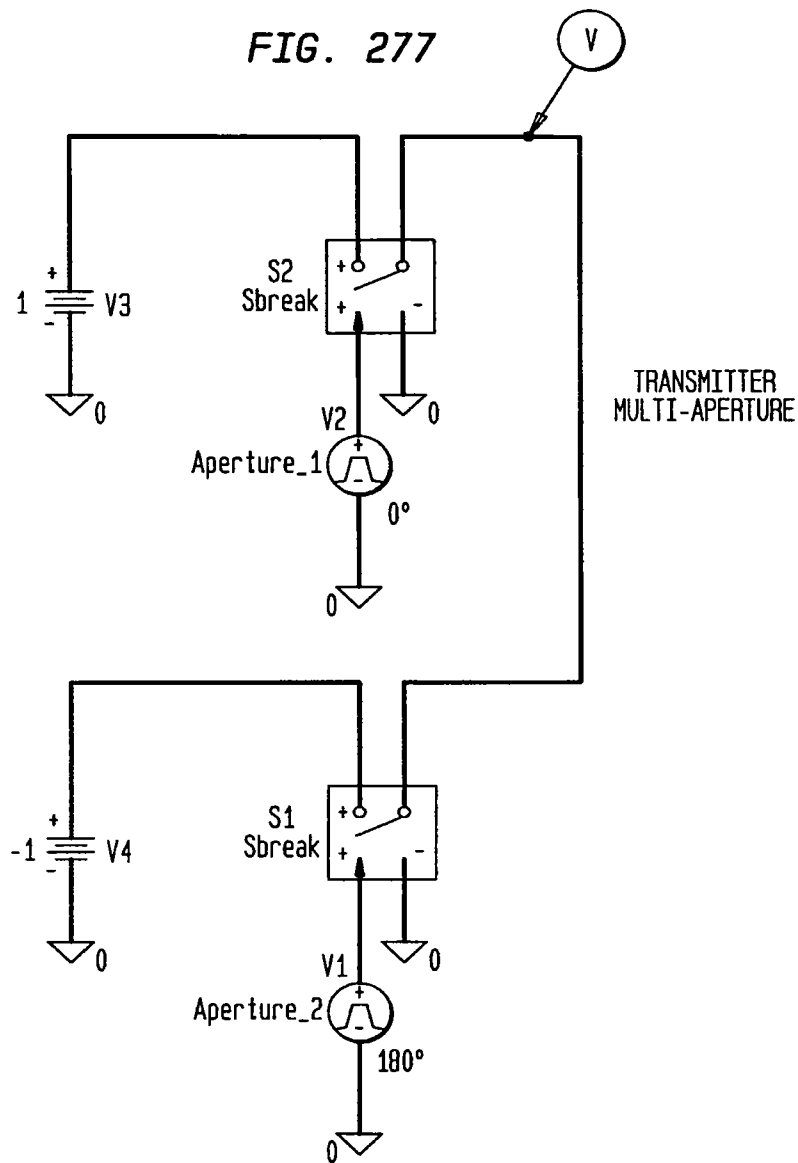 FIG. 277
V
S2
Sbreak
+
+
-
+
1
V3
-
0
0
TRANSMITTER
MULTI-APERTURE
V2
Aperture_1
+
-
0°
0
S1
Sbreak
+
+
-
+
-1
V4
-
0
0
V1
Aperture_2
+
-
180°
0